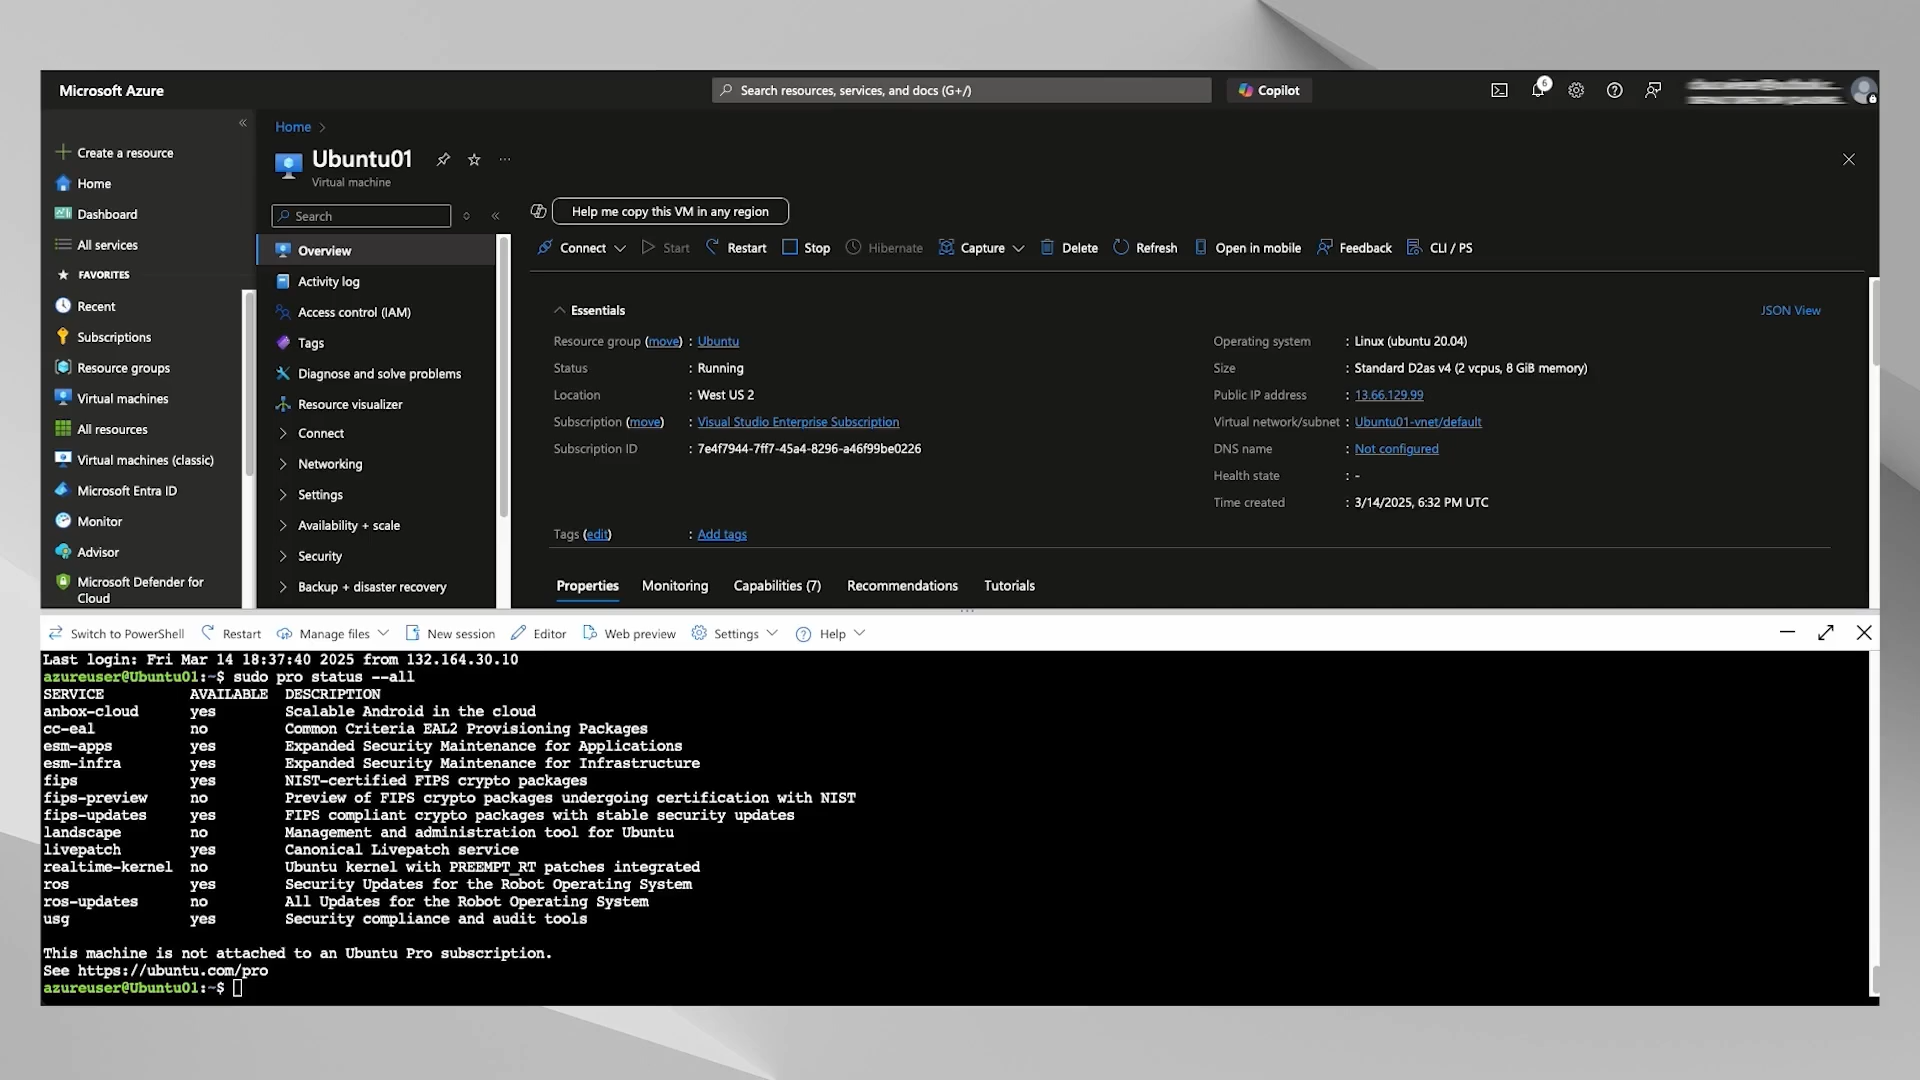 Microsoft Azure
Search resources, services, and docs (G+/)
Copilot
6
Create a resource
Home
Dashboard
All services
FAVORITES
Recent
Subscriptions
Resource groups
Virtual machines
All resources
Virtual machines (classic)
Microsoft Entra ID
Monitor
Advisor
Microsoft Defender for
Cloud
Home
Ubuntu01
Virtual machine
Search
Overview
Activity log
Access control (IAM)
Tags
Diagnose and solve problems
Resource visualizer
Connect
Networking
Settings
Availability + scale
Security
Backup + disaster recovery
Help me copy this VM in any region
Connect Start Restart Stop Hibernate Capture Delete Refresh Open in mobile Feedback CLI / PS
Essentials
JSON View
Resource group (move) : Ubuntu
Status : Running
Location : West US 2
Subscription (move) : Visual Studio Enterprise Subscription
Subscription ID : 7e4f7944-7ff7-45a4-8296-a46f99be0226
Operating system : Linux (ubuntu 20.04)
Size : Standard D2as v4 (2 vcpus, 8 GiB memory)
Public IP address : 13.66.129.99
Virtual network/subnet : Ubuntu01-vnet/default
DNS name : Not configured
Health state : -
Time created : 3/14/2025, 6:32 PM UTC
Tags (edit) : Add tags
Properties Monitoring Capabilities (7) Recommendations Tutorials
Switch to PowerShell Restart Manage files New session Editor Web preview Settings Help
Last login: Fri Mar 14 18:37:40 2025 from 132.164.30.10
azureuser@Ubuntu01:~$ sudo pro status --all
SERVICE AVAILABLE DESCRIPTION
anbox-cloud yes Scalable Android in the cloud
cc-eal no Common Criteria EAL2 Provisioning Packages
esm-apps yes Expanded Security Maintenance for Applications
esm-infra yes Expanded Security Maintenance for Infrastructure
fips yes NIST-certified FIPS crypto packages
fips-preview no Preview of FIPS crypto packages undergoing certification with NIST
fips-updates yes FIPS compliant crypto packages with stable security updates
landscape no Management and administration tool for Ubuntu
livepatch yes Canonical Livepatch service
realtime-kernel no Ubuntu kernel with PREEMPT_RT patches integrated
ros yes Security Updates for the Robot Operating System
ros-updates no All Updates for the Robot Operating System
usg yes Security compliance and audit tools
This machine is not attached to an Ubuntu Pro subscription.
See https://ubuntu.com/pro
azureuser@Ubuntu01:~$